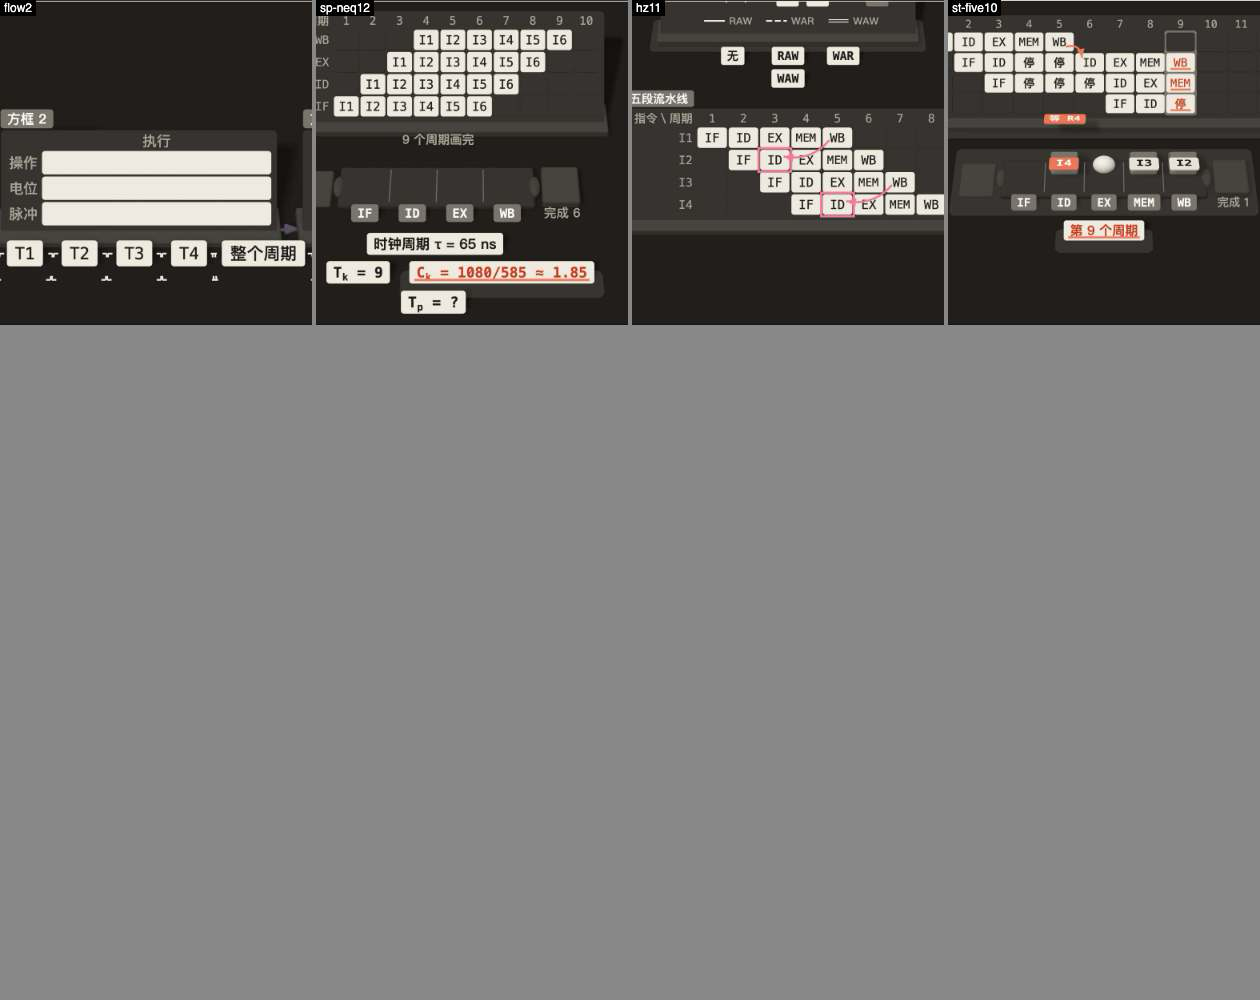 flow2
方框 2
执行
操作
电位
脉冲
T1 T2 T3 T4 整个周期
sp-neq12
期 1 2 3 4 5 6 7 8 9 10
WB I1 I2 I3 I4 I5 I6
EX I1 I2 I3 I4 I5 I6
ID I1 I2 I3 I4 I5 I6
IF I1 I2 I3 I4 I5 I6
9 个周期画完
IF ID EX WB 完成 6
时钟周期 τ = 65 ns
Tk = 9 Ck = 1080/585 ≈ 1.85
Tp = ?
hz11
RAW WAR WAW
无 RAW WAR
WAW
五段流水线
指令 \ 周期 1 2 3 4 5 6 7 8
I1 IF ID EX MEM WB
I2 IF ID EX MEM WB
I3 IF ID EX MEM WB
I4 IF ID EX MEM WB
st-five10
2 3 4 5 6 7 8 9 10 11
ID EX MEM WB
IF ID 停 停 ID EX MEM WB
IF 停 停 停 ID EX MEM
IF ID 停
等 R4
I4 I3 I2
IF ID EX MEM WB 完成 1
第 9 个周期